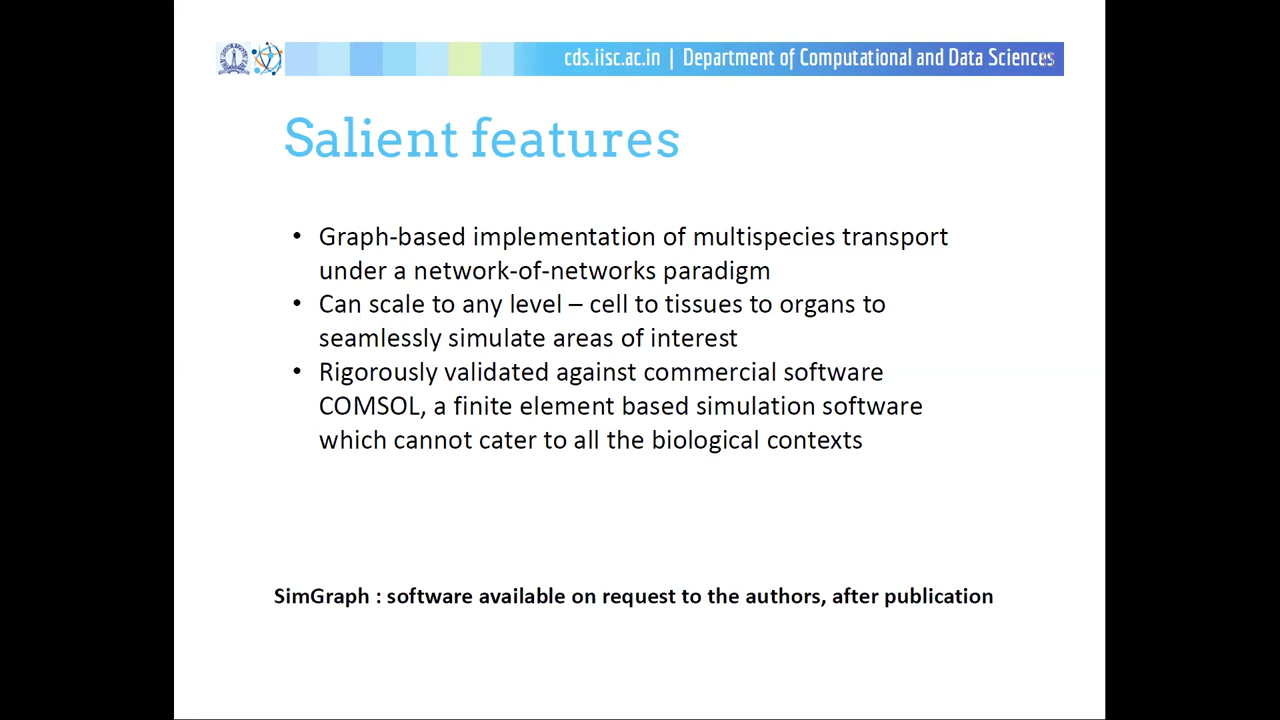 cds.iisc.ac.in | Department of Computational and Data Sciences
Salient features
• Graph-based implementation of multispecies transport
under a network-of-networks paradigm
• Can scale to any level – cell to tissues to organs to
seamlessly simulate areas of interest
• Rigorously validated against commercial software
COMSOL, a finite element based simulation software
which cannot cater to all the biological contexts
SimGraph : software available on request to the authors, after publication